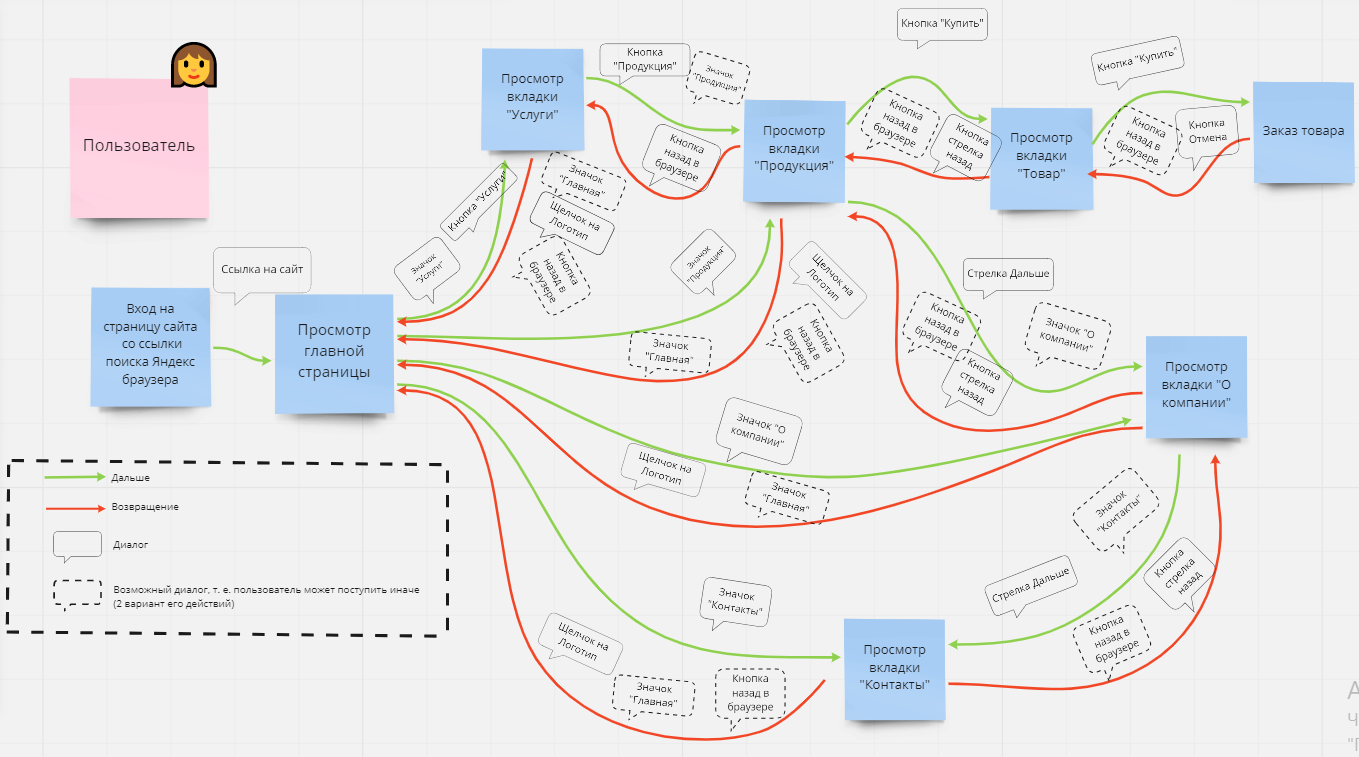 Пользователь
Вход на
страницу сайта
со ссылки
поиска Яндекс
браузера
Ссылка на сайт
Просмотр
главной
страницы
Просмотр
вкладки
"Услуги"
Кнопка
"Продукция"
Значок
"Продукция"
Кнопка
назад в
браузере
Просмотр
вкладки
"Продукция"
Кнопка "Купить"
Кнопка
назад в
браузере
Кнопка
стрелка
назад
Просмотр
вкладки
"Товар"
Кнопка "Купить"
Кнопка
назад в
браузере
Кнопка
Отмена
Заказ товара
Кнопка "Услуги"
Значок
"Услуги"
Значок
"Главная"
Щелчок на
Логотип
Кнопка
назад в
браузере
Значок
"Продукция"
Щелчок на
Логотип
Значок
"Главная"
Кнопка
назад в
браузере
Стрелка Дальше
Кнопка
назад в
браузере
Кнопка
стрелка
назад
Значок "О
компании"
Просмотр
вкладки "О
компании"
Значок "О
компании"
Щелчок на
Логотип
Значок
"Главная"
Значок
"Контакты"
Стрелка Дальше
Кнопка
стрелка
назад
Кнопка
назад в
браузере
Значок
"Контакты"
Щелчок на
Логотип
Значок
"Главная"
Кнопка
назад в
браузере
Просмотр
вкладки
"Контакты"
Дальше
Возвращение
Диалог
Возможный диалог, т. е. пользователь может поступить иначе
(2 вариант его действий)